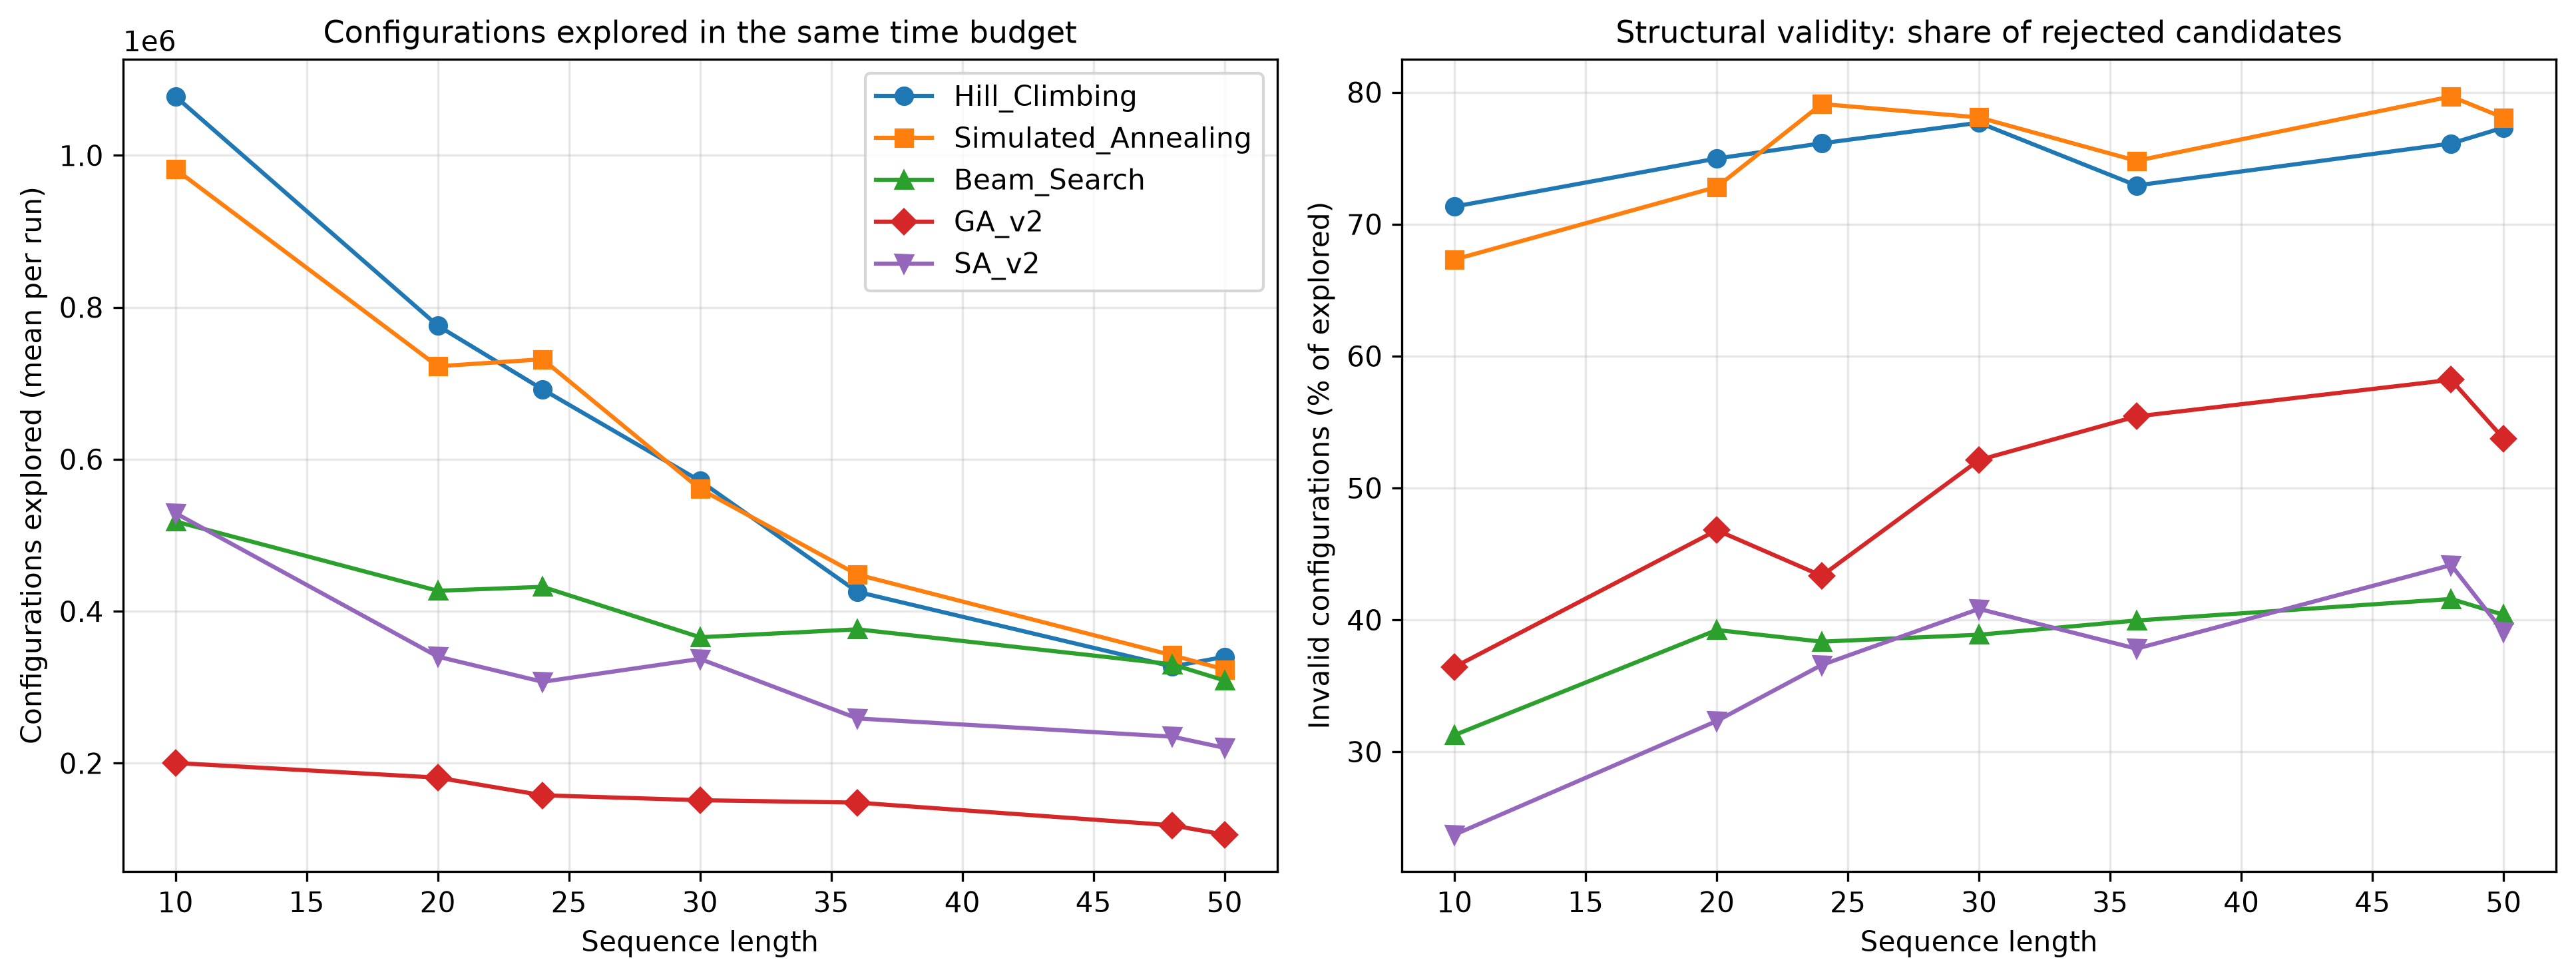 Configurations explored in the same time budget
1e6
Configurations explored (mean per run)
1.0
0.8
0.6
0.4
0.2
Hill_Climbing
Simulated_Annealing
Beam_Search
GA_v2
SA_v2
10 15 20 25 30 35 40 45 50
Sequence length
Structural validity: share of rejected candidates
Invalid configurations (% of explored)
80
70
60
50
40
30
10 15 20 25 30 35 40 45 50
Sequence length